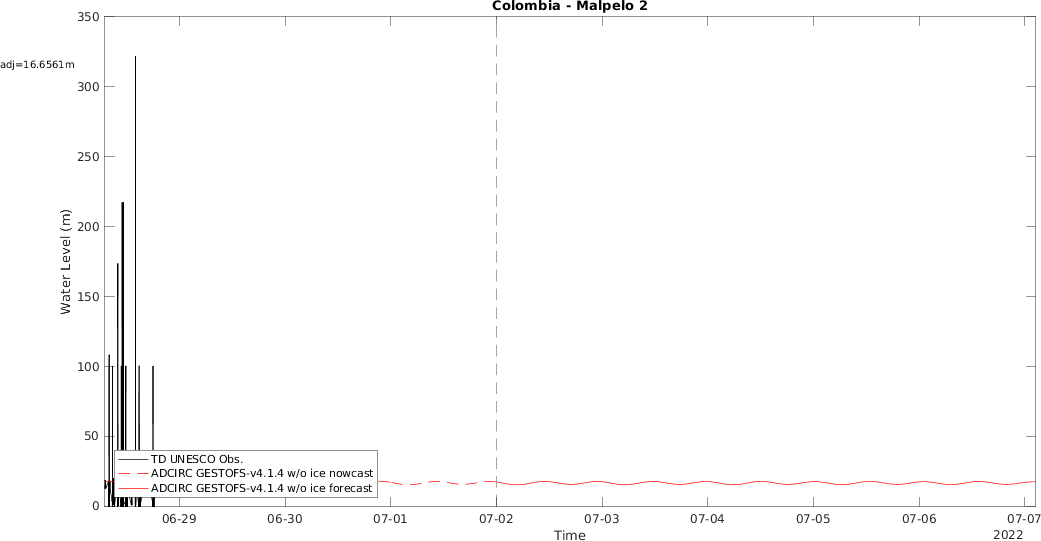 Colombia - Malpelo 2
adj=16.6561m
350
300
250
200
150
100
50
0
Water Level (m)
TD UNESCO Obs.
ADCIRC GESTOFS-v4.1.4 w/o ice nowcast
ADCIRC GESTOFS-v4.1.4 w/o ice forecast
06-29 06-30 07-01 07-02 07-03 07-04 07-05 07-06 07-07
Time
2022